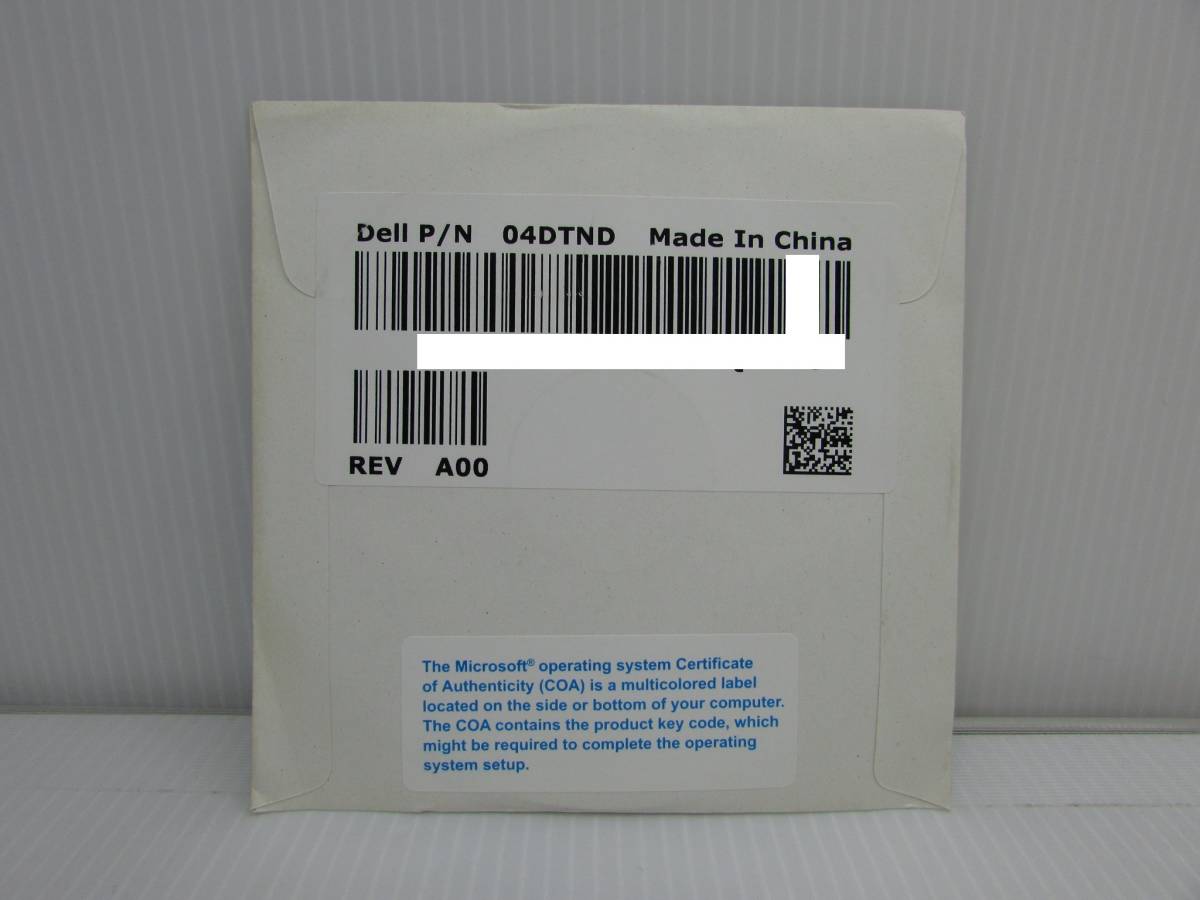 Dell P/N 04DTND Made In China
REV A00
The Microsoft® operating system Certificate
of Authenticity (COA) is a multicolored label
located on the side or bottom of your computer.
The COA contains the product key code, which
might be required to complete the operating
system setup.